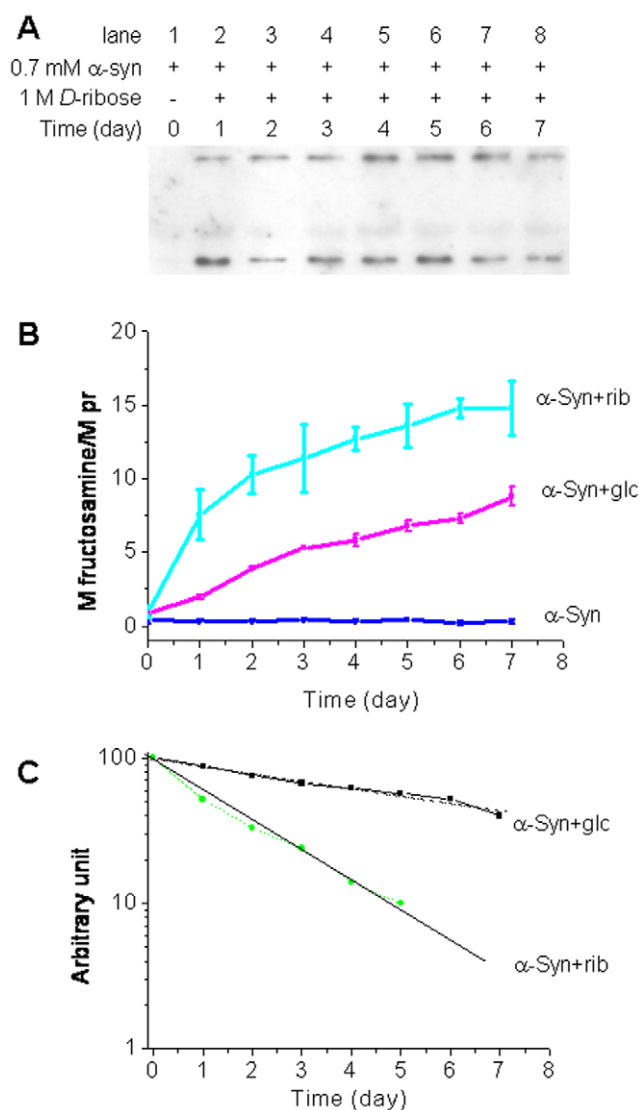 A
lane 1 2 3 4 5 6 7 8
0.7 mM α-syn + + + + + + + +
1 M D-ribose - + + + + + + +
Time (day) 0 1 2 3 4 5 6 7
B
20
15
10
5
0
M fructosamine/M pr
α-Syn+rib
α-Syn+glc
α-Syn
0 1 2 3 4 5 6 7 8
Time (day)
C
100
10
1
Arbitrary unit
α-Syn+glc
α-Syn+rib
0 1 2 3 4 5 6 7 8
Time (day)